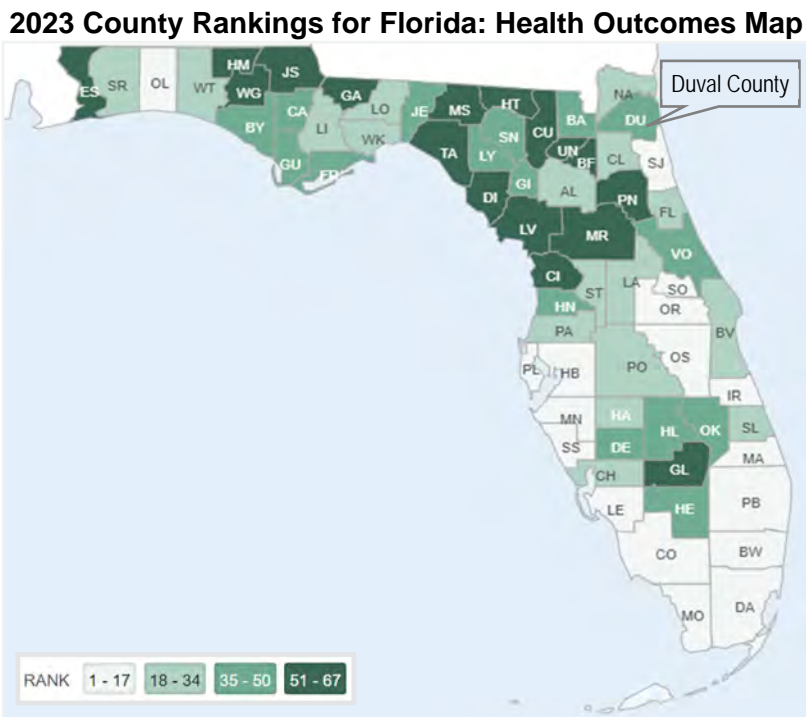 2023 County Rankings for Florida: Health Outcomes Map
Duval County
ES
SR
OL
WT
HM
WG
JS
BY
CA
GU
LI
GA
LO
WK
FR
JE
MS
TA
HT
SN
LY
CU
DI
GI
BA
UN
BF
NA
DU
CL
SJ
AL
PN
FL
LV
MR
VO
CI
ST
LA
SO
OR
HN
PA
BV
PL
HB
PO
OS
IR
MN
HA
HL
OK
SL
SS
DE
GL
MA
CH
LE
HE
PB
CO
BW
MO
DA
RANK 1 - 17 18 - 34 35 - 50 51 - 67